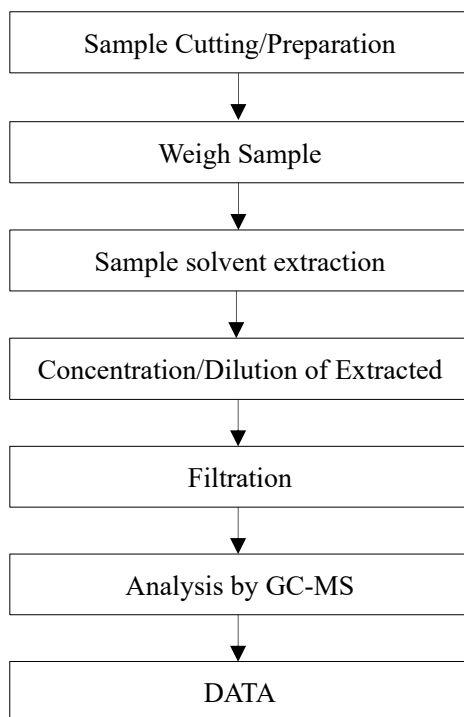 Sample Cutting/Preparation
Weigh Sample
Sample solvent extraction
Concentration/Dilution of Extracted
Filtration
Analysis by GC-MS
DATA